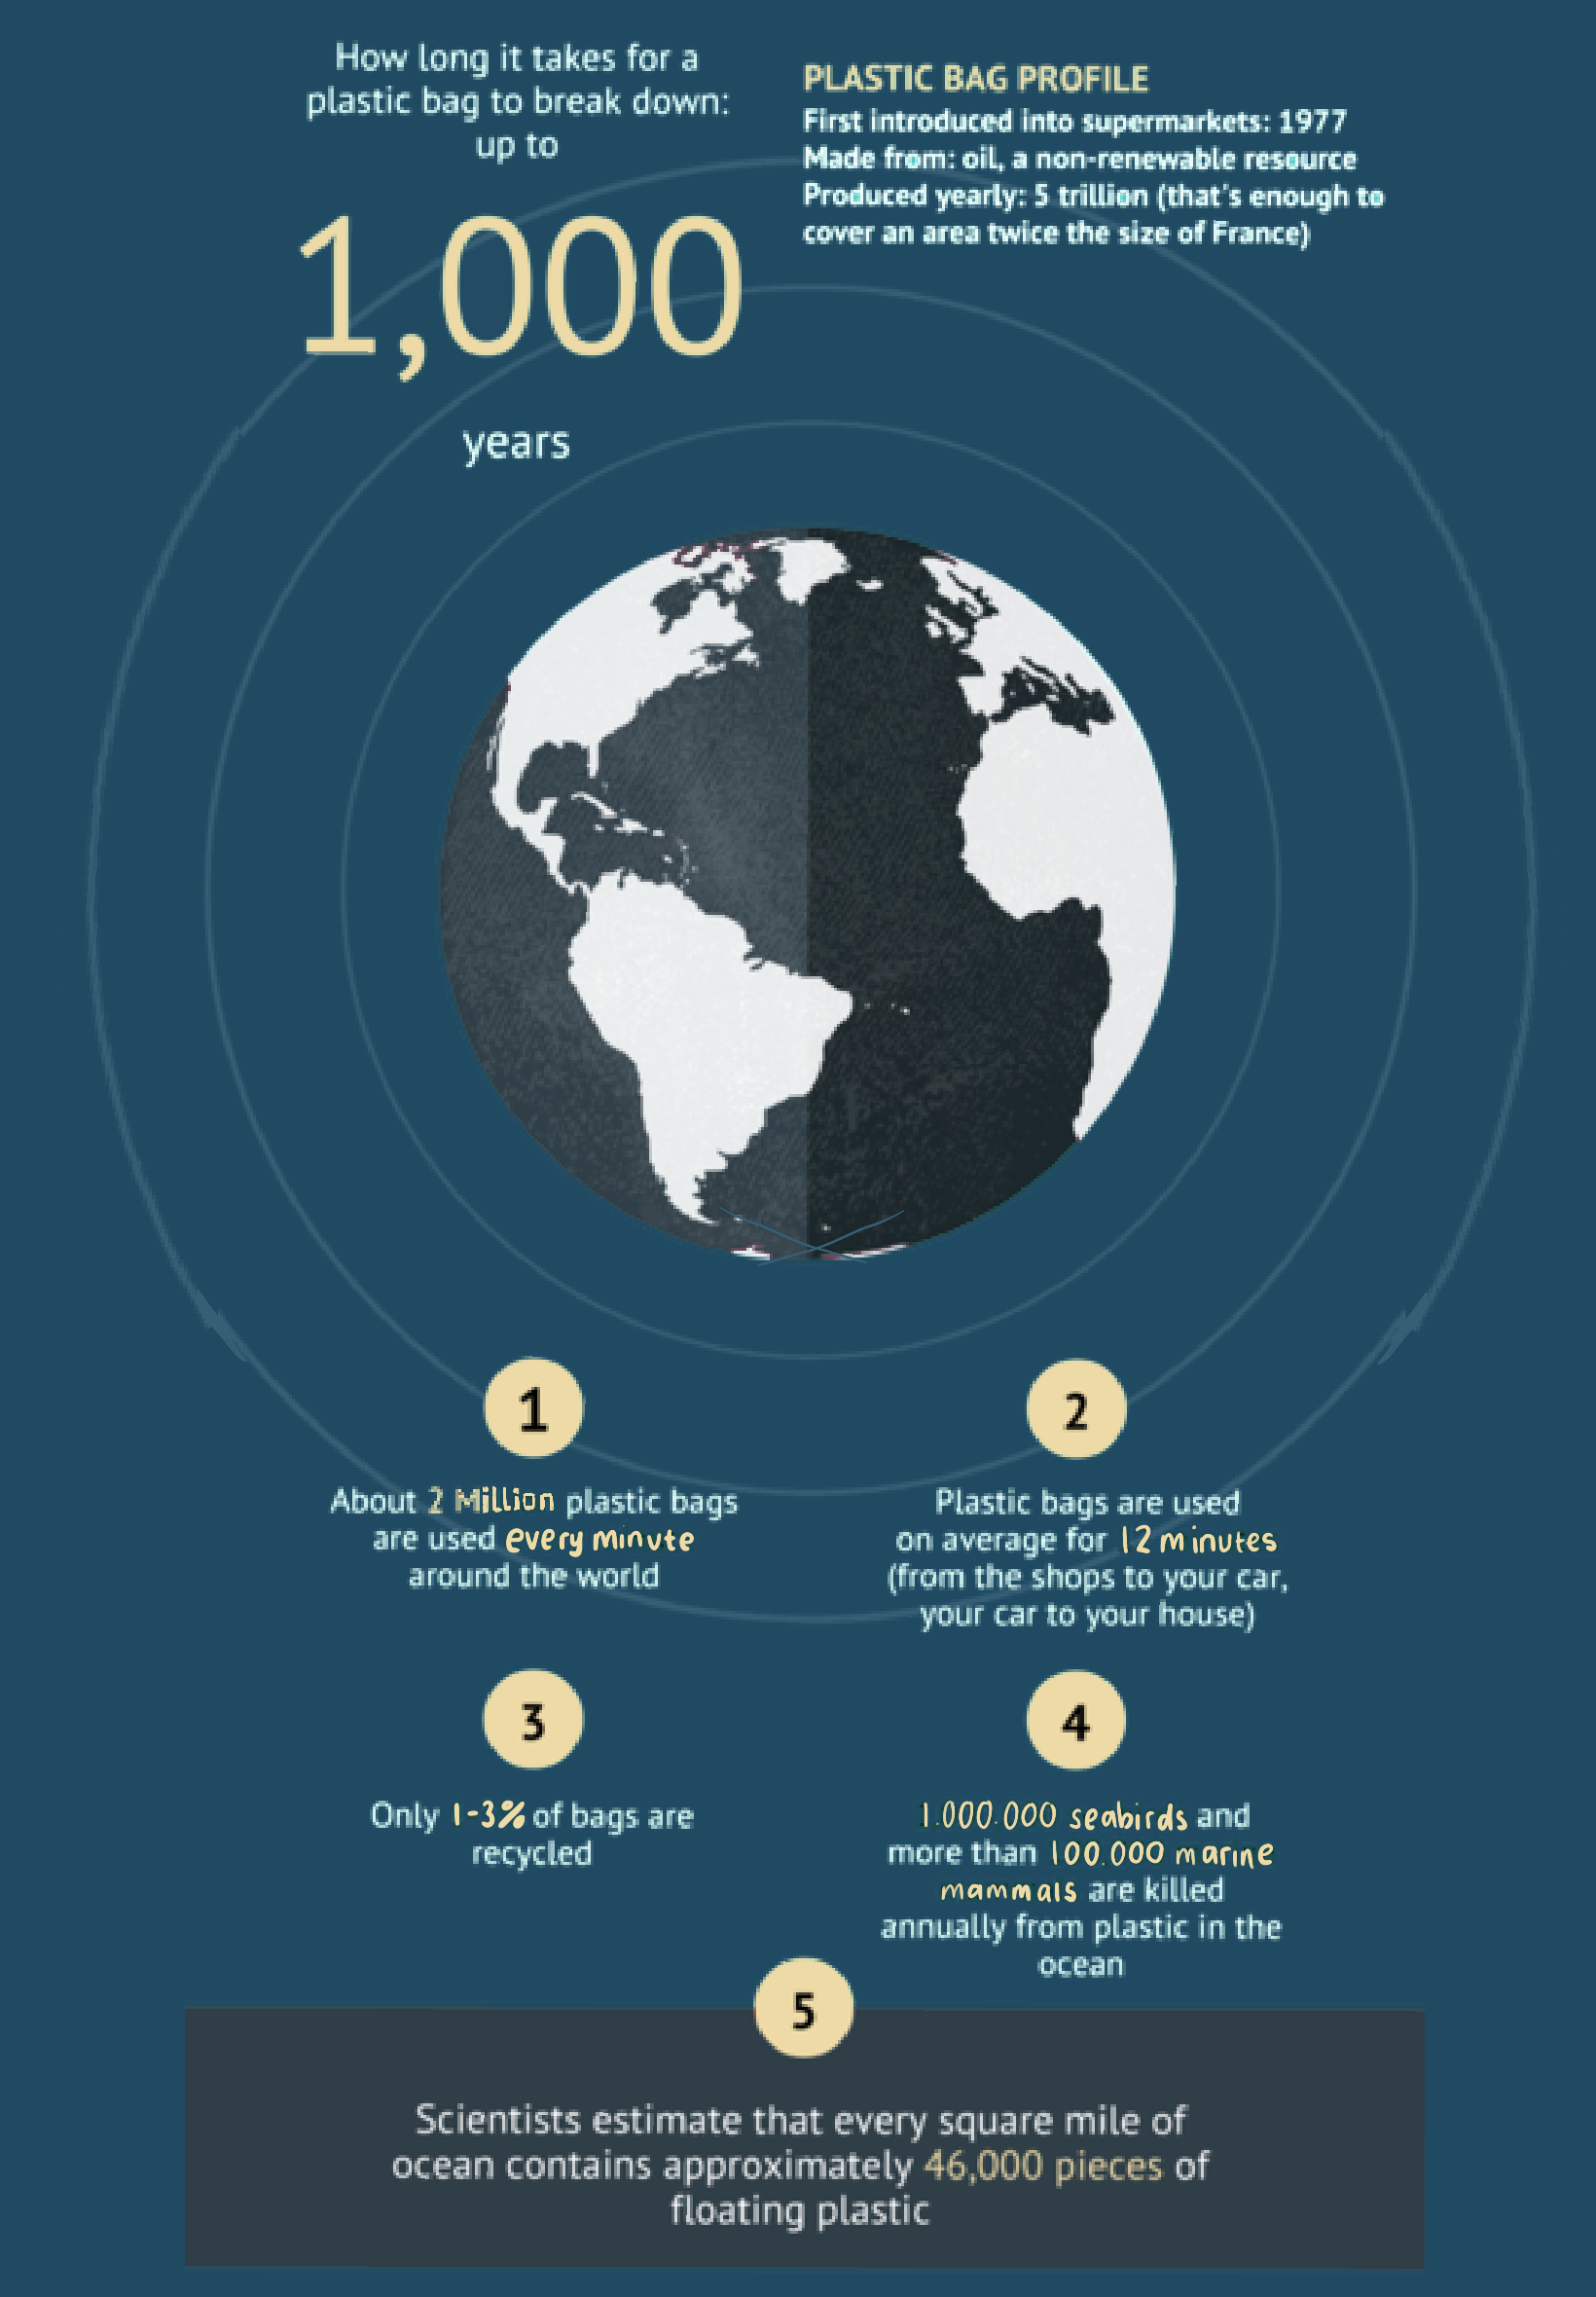 How long it takes for a
plastic bag to break down:
up to
1,000
years
PLASTIC BAG PROFILE
First introduced into supermarkets: 1977
Made from: oil, a non-renewable resource
Produced yearly: 5 trillion (that's enough to
cover an area twice the size of France)
1
About 2 Million plastic bags
are used every minute
around the world
2
Plastic bags are used
on average for 12 minutes
(from the shops to your car,
your car to your house)
3
Only 1-3% of bags are
recycled
4
1.000.000 seabirds and
more than 100.000 marine
mammals are killed
annually from plastic in the
ocean
5
Scientists estimate that every square mile of
ocean contains approximately 46,000 pieces of
floating plastic